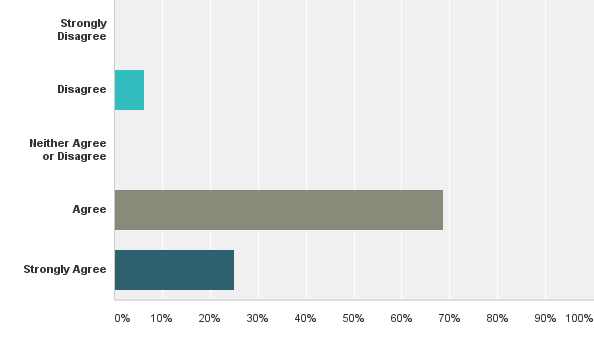 Strongly
Disagree
Disagree
Neither Agree
or Disagree
Agree
Strongly Agree
0% 10% 20% 30% 40% 50% 60% 70% 80% 90% 100%